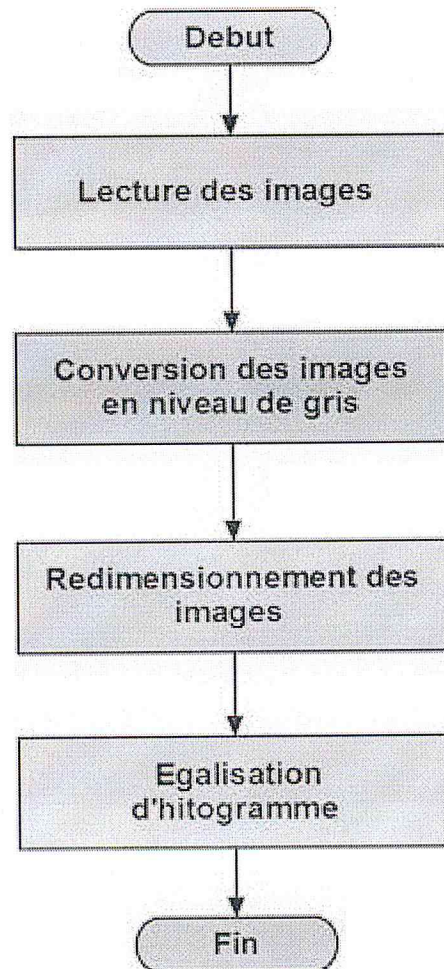 Debut
Lecture des images
Conversion des images
en niveau de gris
Redimensionnement des
images
Egalisation
d'hitogramme
Fin